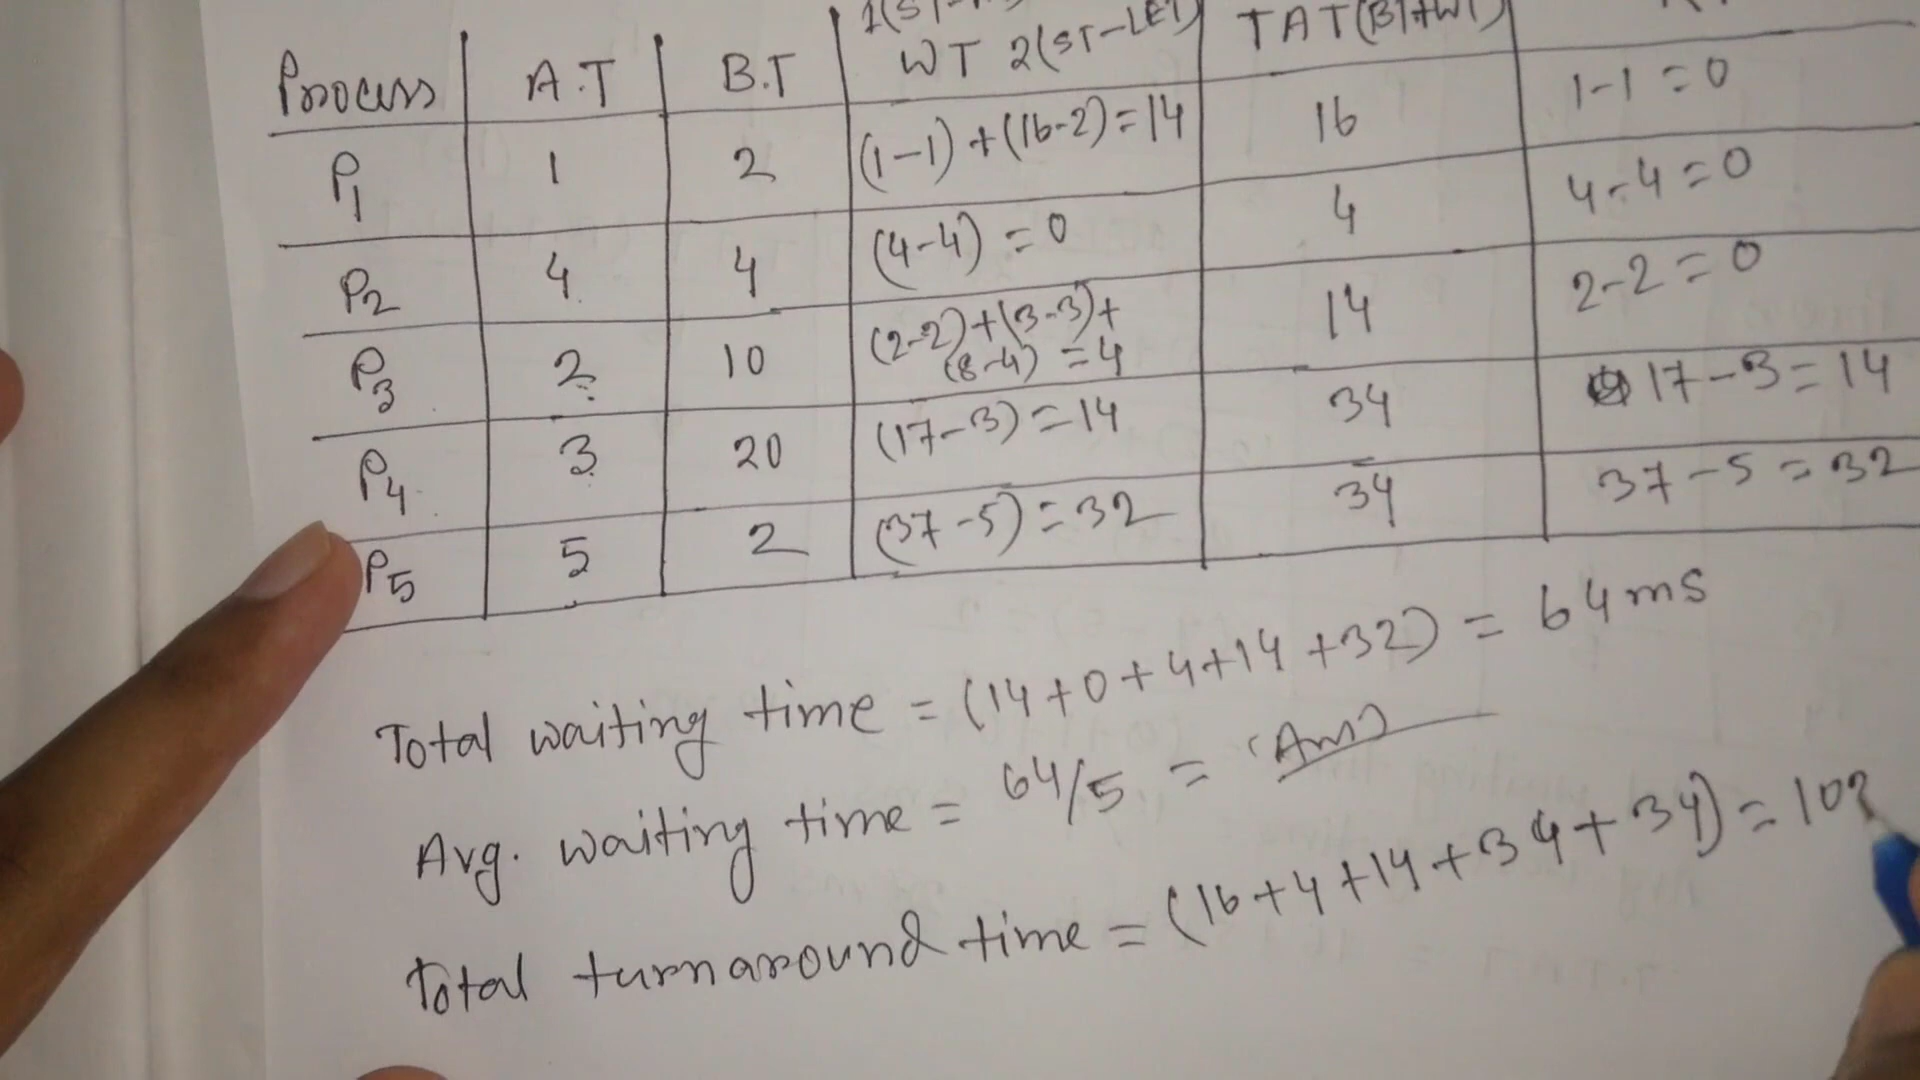 Process A.T B.T WT 2(ST-LET) TAT(BT+WT)
P1 1 2 (1-1)+(16-2)=14 16 1-1=0
P2 4 4 (4-4)=0 4 4-4=0
P3 2 10 (2-2)+(3-3)+ 14 2-2=0
(8-4)=4
P4 3 20 (17-3)=14 34 17-3=14
P5 5 2 (37-5)=32 34 37-5=32
Total waiting time = (14+0+4+14+32) = 64ms
Avg. waiting time = 64/5 = (Ans)
Total turnaround time = (16+4+14+34+34) = 102